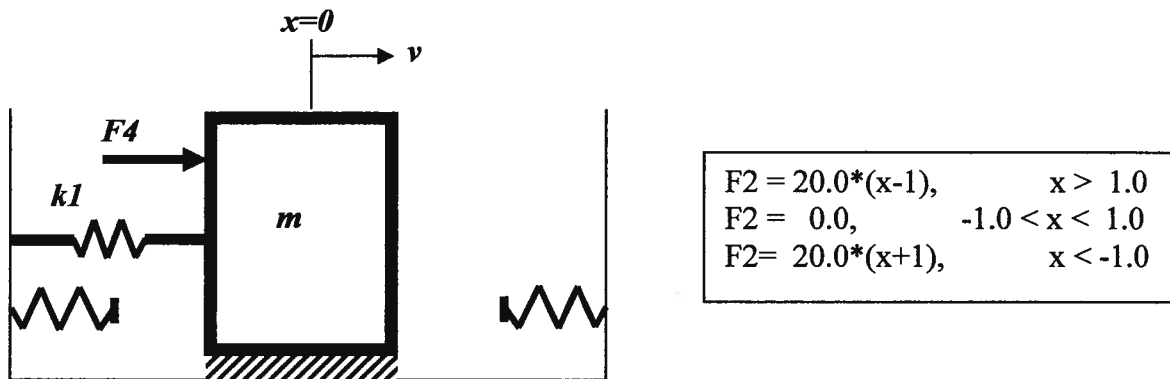 x=0
v
F4
k1
m
F2 = 20.0*(x-1), x > 1.0
F2 = 0.0, -1.0 < x < 1.0
F2= 20.0*(x+1), x < -1.0